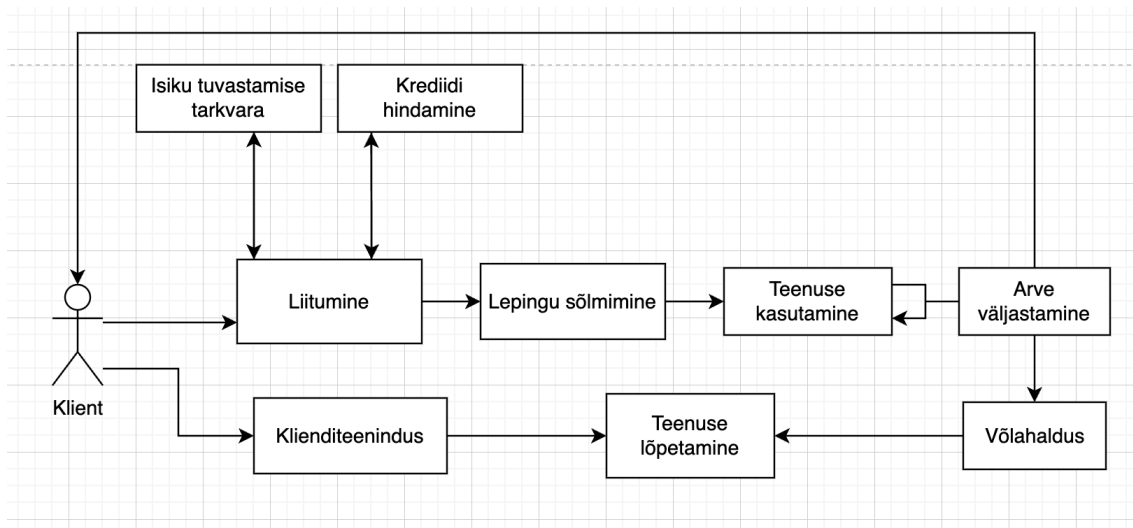 Isiku tuvastamise
tarkvara
Krediidi
hindamine
Liitumine
Lepingu sõlmimine
Teenuse
kasutamine
Arve
väljastamine
Klient
Klienditeenindus
Teenuse
lõpetamine
Võlahaldus